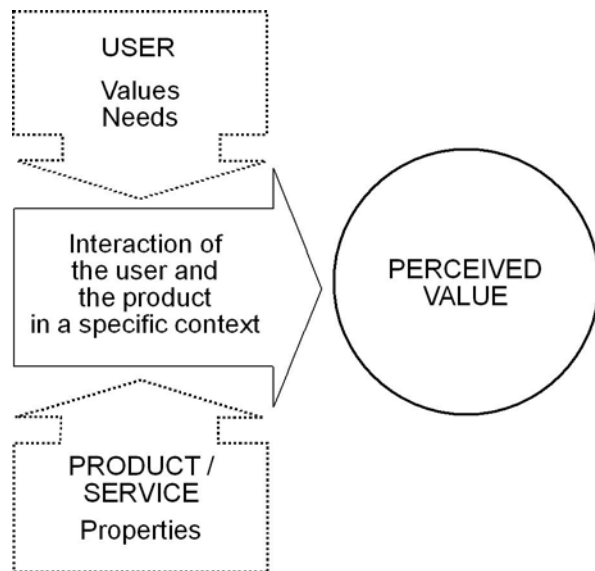 USER
Values
Needs
Interaction of
the user and
the product
in a specific context
PERCEIVED
VALUE
PRODUCT /
SERVICE
Properties